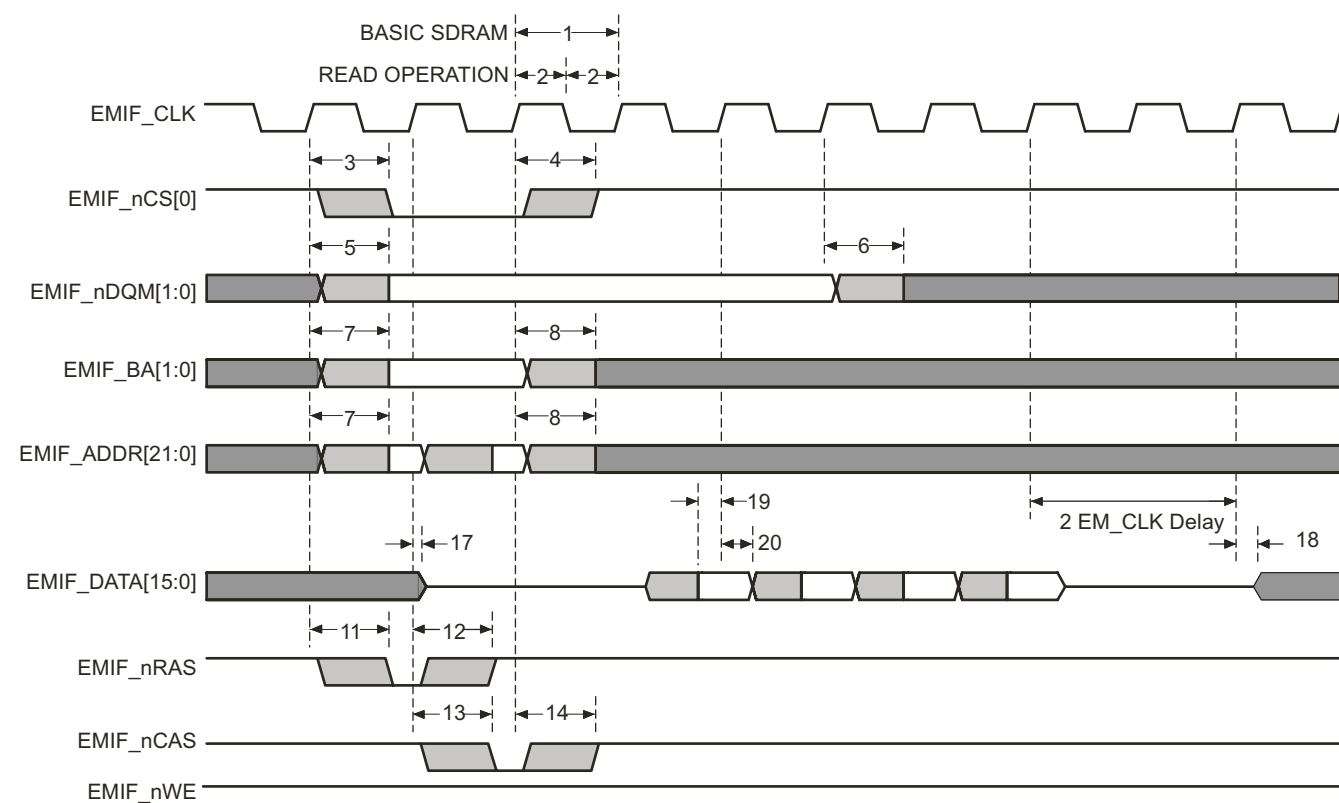 BASIC SDRAM 1
READ OPERATION 2 2
EMIF_CLK
3 4
EMIF_nCS[0]
5 6
EMIF_nDQM[1:0]
7 8
EMIF_BA[1:0]
7 8
EMIF_ADDR[21:0]
19
2 EM_CLK Delay
17 20 18
EMIF_DATA[15:0]
11 12
EMIF_nRAS
13 14
EMIF_nCAS
EMIF_nWE